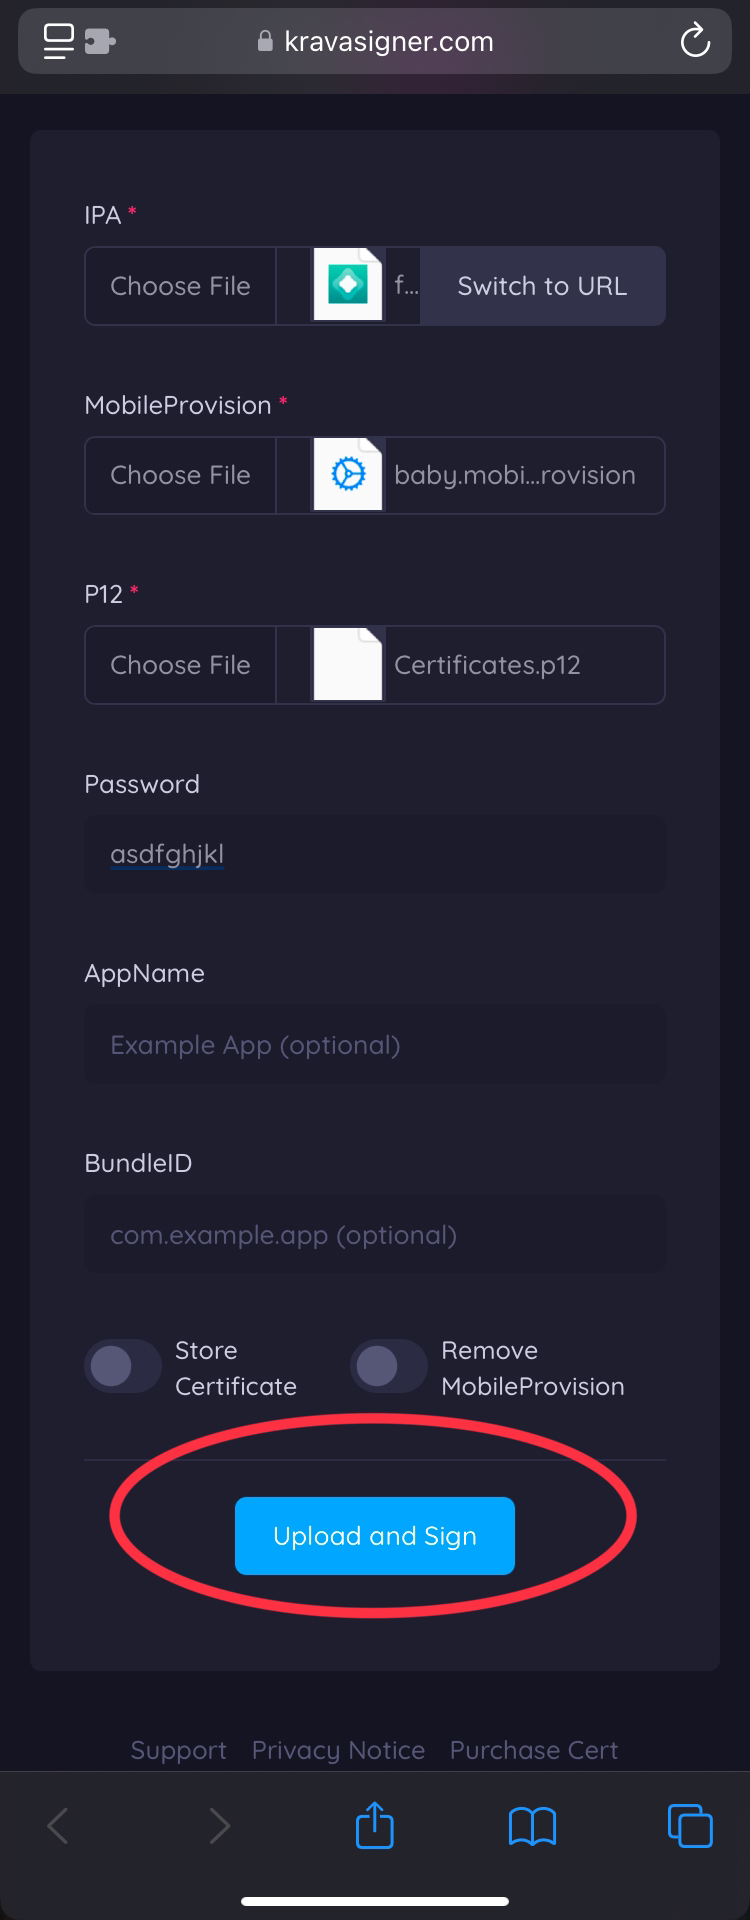 kravasigner.com
IPA *
Choose File f... Switch to URL
MobileProvision *
Choose File baby.mobi...rovision
P12 *
Choose File Certificates.p12
Password
asdfghjkl
AppName
Example App (optional)
BundleID
com.example.app (optional)
Store Certificate
Remove MobileProvision
Upload and Sign
Support Privacy Notice Purchase Cert